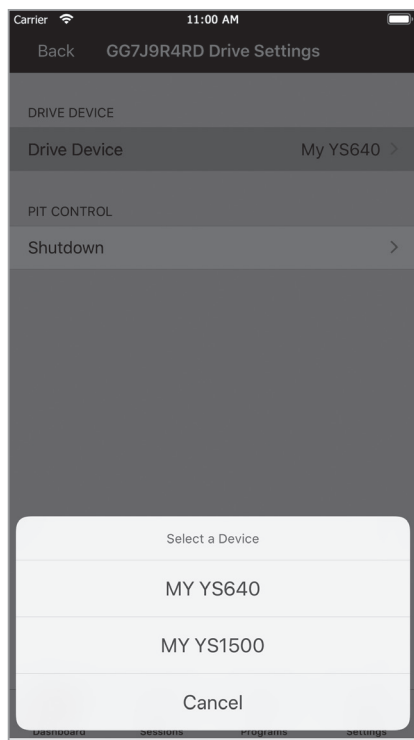 Carrier 11:00 AM
Back GG7J9R4RD Drive Settings
DRIVE DEVICE
Drive Device My YS640
PIT CONTROL
Shutdown
Select a Device
MY YS640
MY YS1500
Cancel
Dashboard Sessions Programs Settings